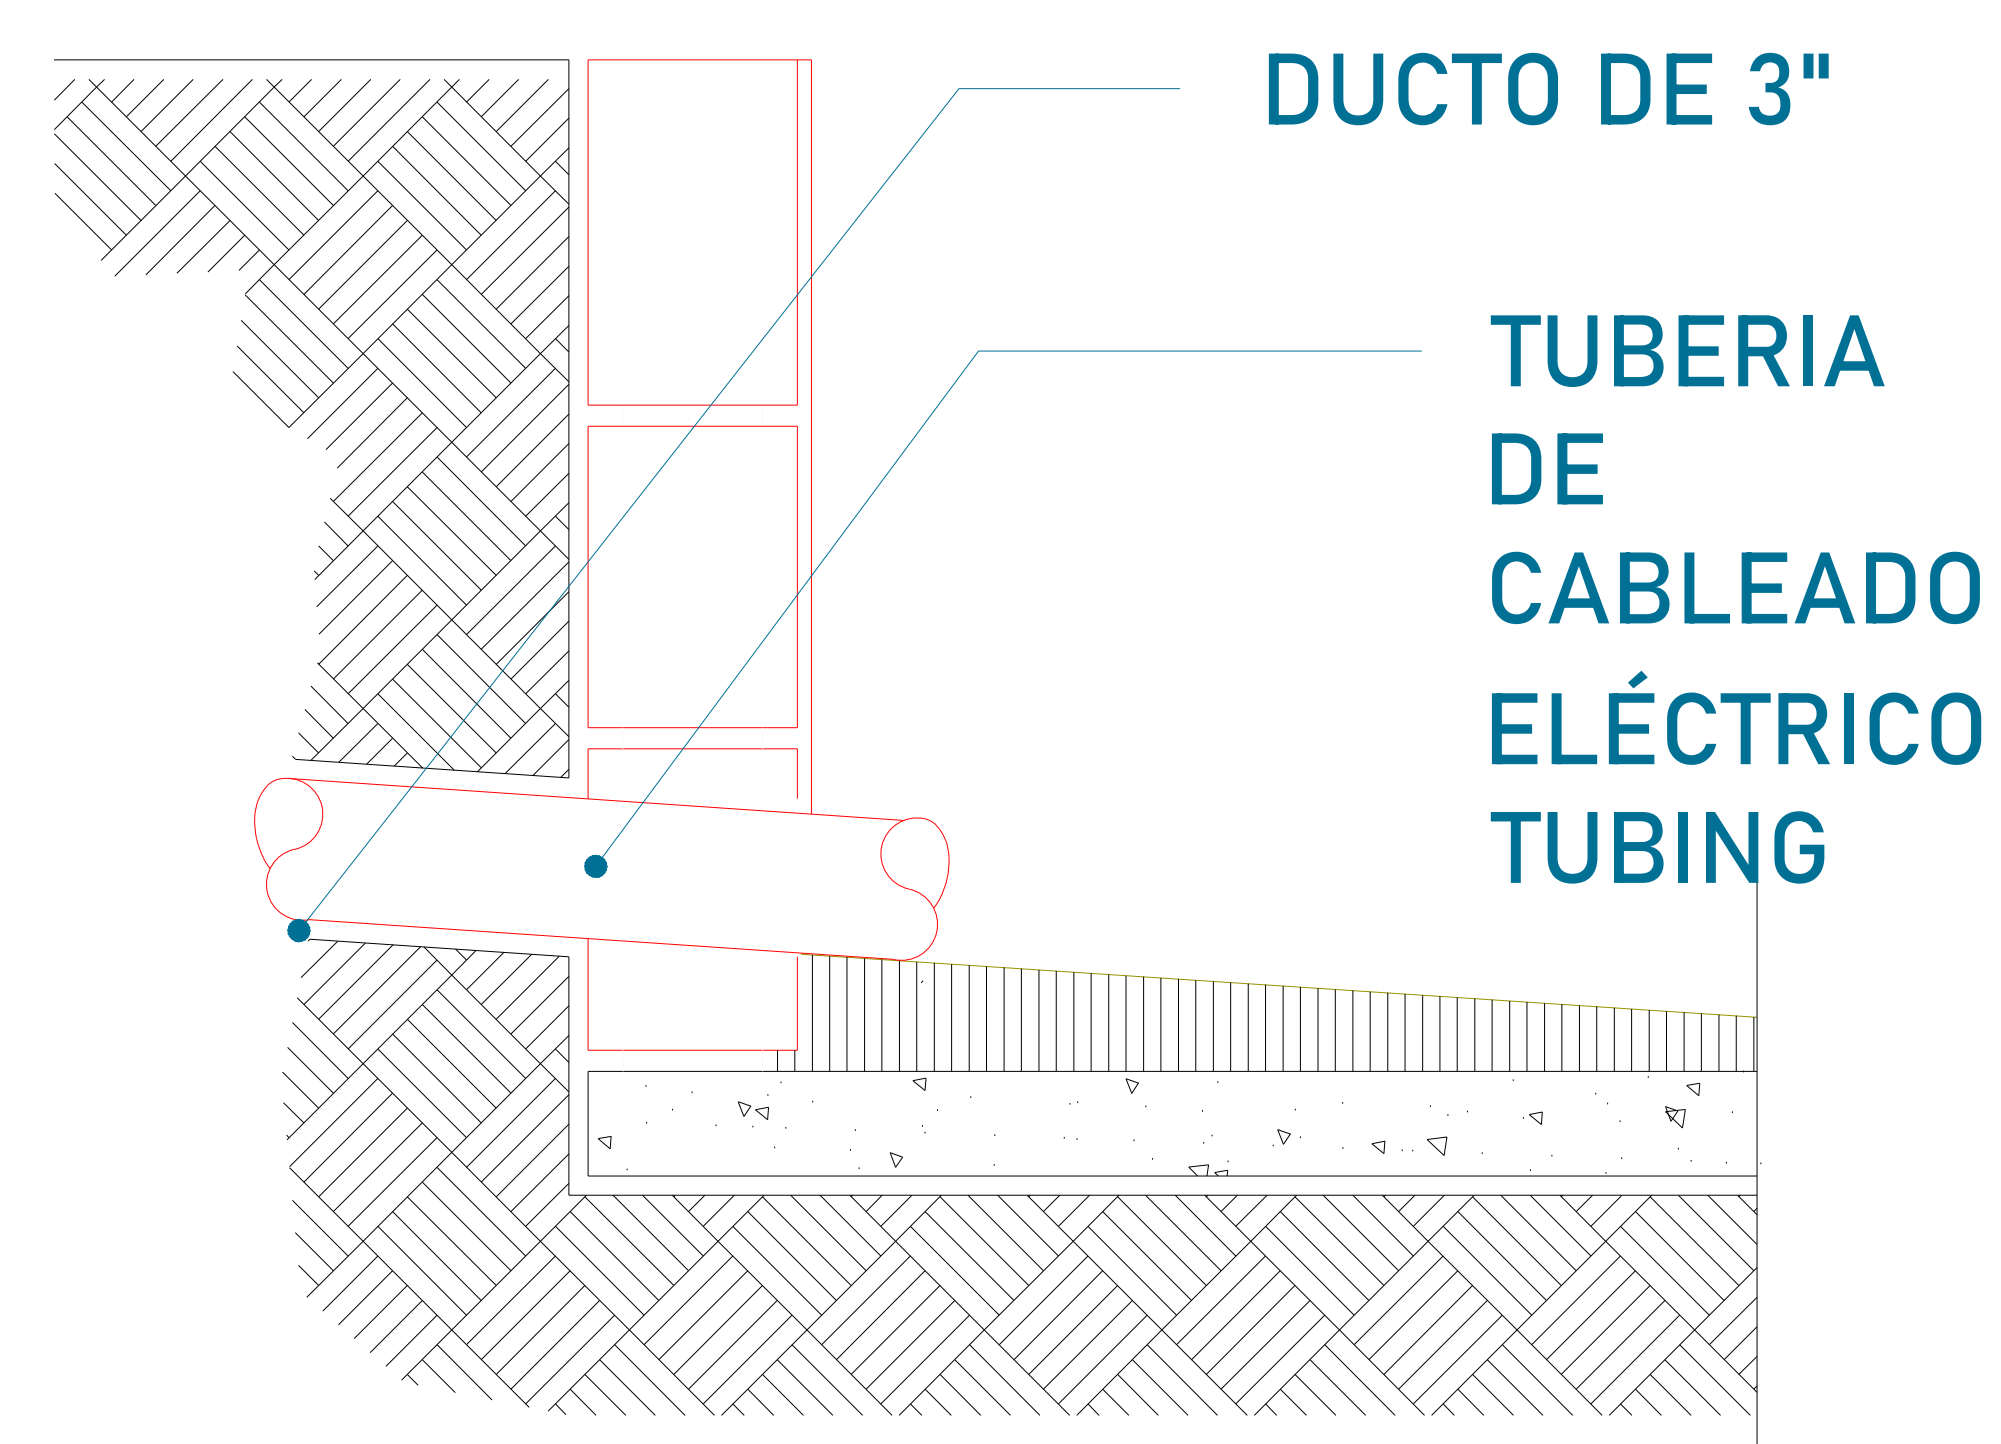 DUCTO DE 3"
TUBERIA
DE
CABLEADO
ELÉCTRICO
TUBING